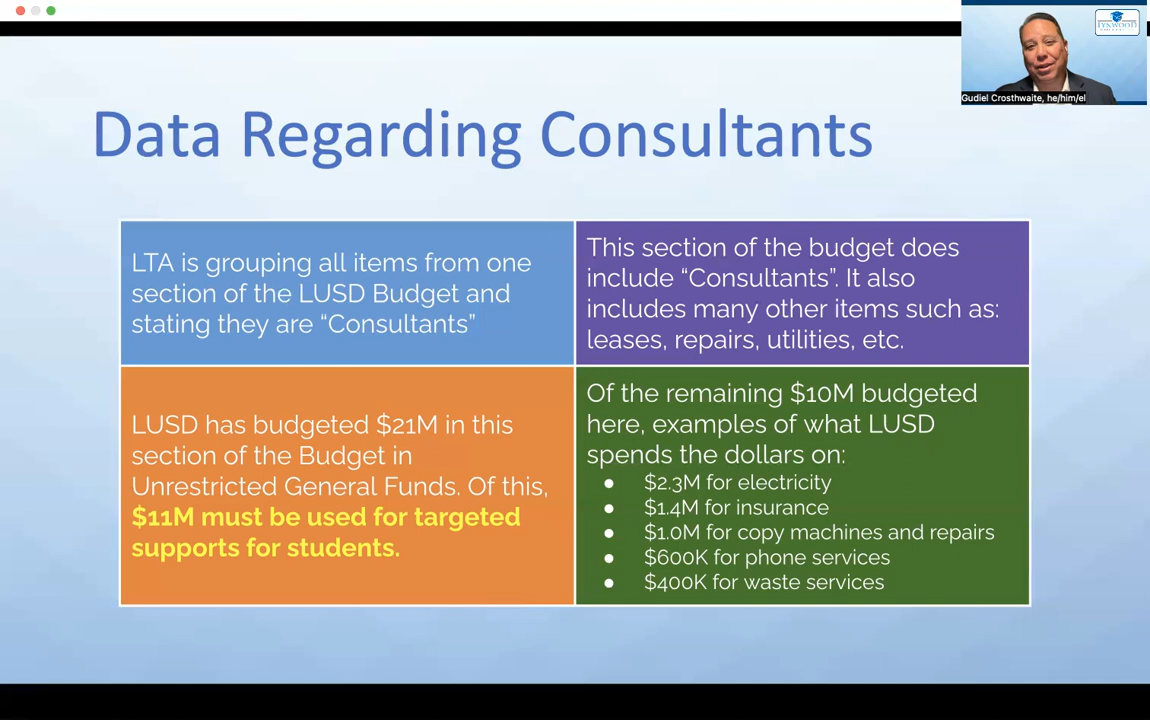 Data Regarding Consultants
LYNWOOD
Gudiel Crosthwaite, he/him/el
LTA is grouping all items from one
section of the LUSD Budget and
stating they are “Consultants”
This section of the budget does
include “Consultants”. It also
includes many other items such as:
leases, repairs, utilities, etc.
LUSD has budgeted $21M in this
section of the Budget in
Unrestricted General Funds. Of this,
$11M must be used for targeted
supports for students.
Of the remaining $10M budgeted
here, examples of what LUSD
spends the dollars on:
● $2.3M for electricity
● $1.4M for insurance
● $1.0M for copy machines and repairs
● $600K for phone services
● $400K for waste services